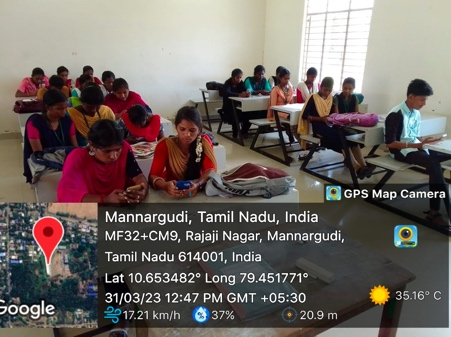 GPS Map Camera
Mannargudi, Tamil Nadu, India
MF32+CM9, Rajaji Nagar, Mannargudi,
Tamil Nadu 614001, India
Lat 10.653482° Long 79.451771°
31/03/23 12:47 PM GMT +05:30
17.21 km/h 37% 20.9 m
35.16° C
Google